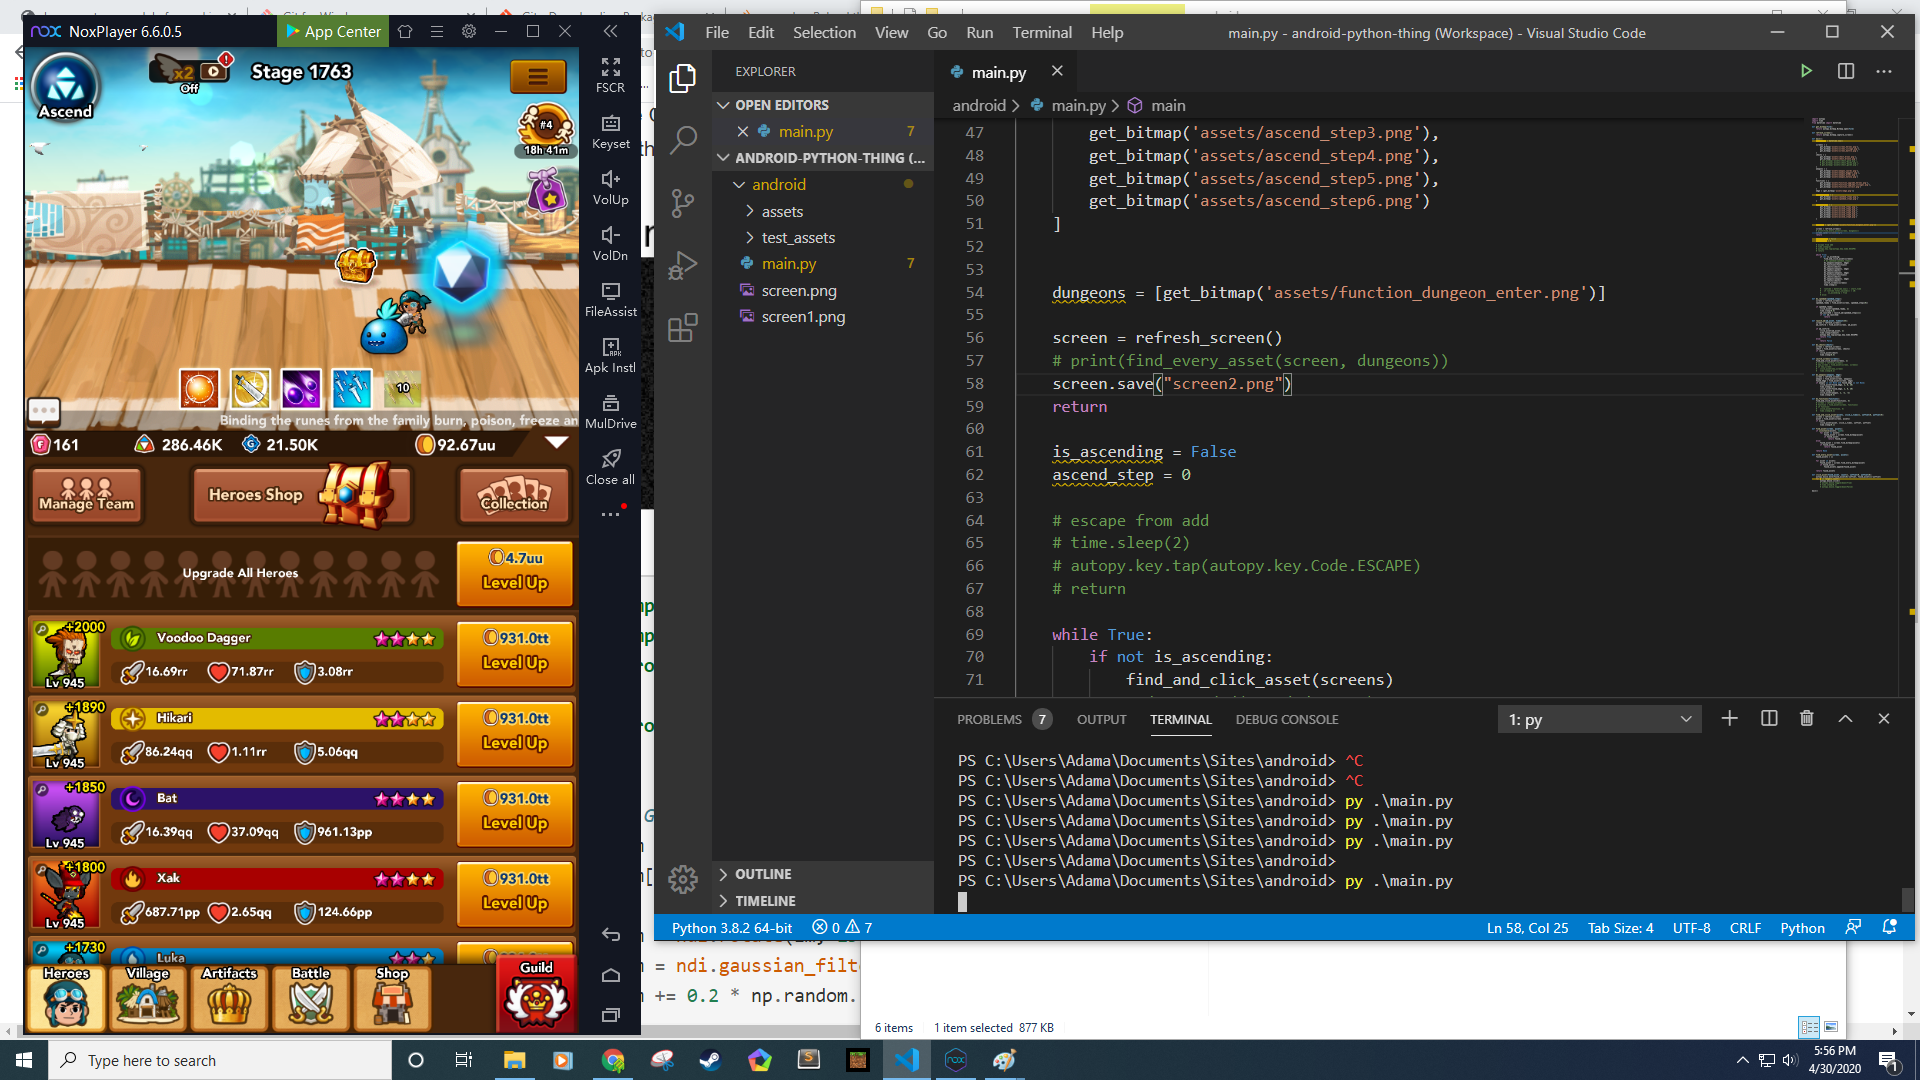 NoxPlayer 6.6.0.5
App Center
Ascend
x2
Off
Stage 1763
#4
18h 41m
10
Binding the runes from the family burn, poison, freeze an
161
286.46K
21.50K
92.67uu
Manage Team
Heroes Shop
Collection
Upgrade All Heroes
4.7uu
Level Up
+2000
Lv 945
Voodoo Dagger
16.69rr
71.87rr
3.08rr
931.0tt
Level Up
+1890
Lv 945
Hikari
86.24qq
1.11rr
5.06qq
931.0tt
Level Up
+1850
Lv 945
Bat
16.39qq
37.09qq
961.13pp
931.0tt
Level Up
+1800
Lv 945
Xak
687.71pp
2.65qq
124.66pp
931.0tt
Level Up
+1730
Luka
Heroes
Village
Artifacts
Battle
Shop
Guild
FSCR
Keyset
VolUp
VolDn
FileAssist
Apk Instl
MulDrive
Close all
File Edit Selection View Go Run Terminal Help
main.py - android-python-thing (Workspace) - Visual Studio Code
EXPLORER
OPEN EDITORS
main.py 7
ANDROID-PYTHON-THING (...
android
assets
test_assets
main.py 7
screen.png
screen1.png
OUTLINE
TIMELINE
main.py
android > main.py > main
47 get_bitmap('assets/ascend_step3.png'),
48 get_bitmap('assets/ascend_step4.png'),
49 get_bitmap('assets/ascend_step5.png'),
50 get_bitmap('assets/ascend_step6.png')
51 ]
52
53
54 dungeons = [get_bitmap('assets/function_dungeon_enter.png')]
55
56 screen = refresh_screen()
57 # print(find_every_asset(screen, dungeons))
58 screen.save("screen2.png")
59 return
60
61 is_ascending = False
62 ascend_step = 0
63
64 # escape from add
65 # time.sleep(2)
66 # autopy.key.tap(autopy.key.Code.ESCAPE)
67 # return
68
69 while True:
70 if not is_ascending:
71 find_and_click_asset(screens)
PROBLEMS 7 OUTPUT TERMINAL DEBUG CONSOLE
1: py
PS C:\Users\Adama\Documents\Sites\android> ^C
PS C:\Users\Adama\Documents\Sites\android> ^C
PS C:\Users\Adama\Documents\Sites\android> py .\main.py
PS C:\Users\Adama\Documents\Sites\android> py .\main.py
PS C:\Users\Adama\Documents\Sites\android> py .\main.py
PS C:\Users\Adama\Documents\Sites\android>
PS C:\Users\Adama\Documents\Sites\android> py .\main.py
Python 3.8.2 64-bit
0
7
Ln 58, Col 25
Tab Size: 4
UTF-8
CRLF
Python
= ndi.gaussian_filt
+= 0.2 * np.random.
6 items
1 item selected 877 KB
Type here to search
5:56 PM
4/30/2020
1